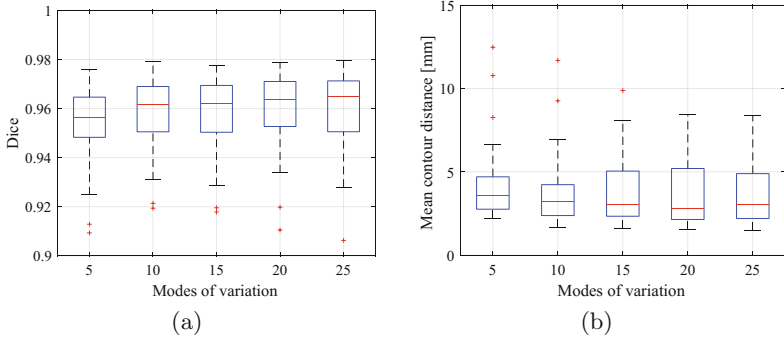 1
0.98
0.96
0.94
0.92
0.9
Dice
5 10 15 20 25
Modes of variation
(a)
15
10
5
0
Mean contour distance [mm]
5 10 15 20 25
Modes of variation
(b)